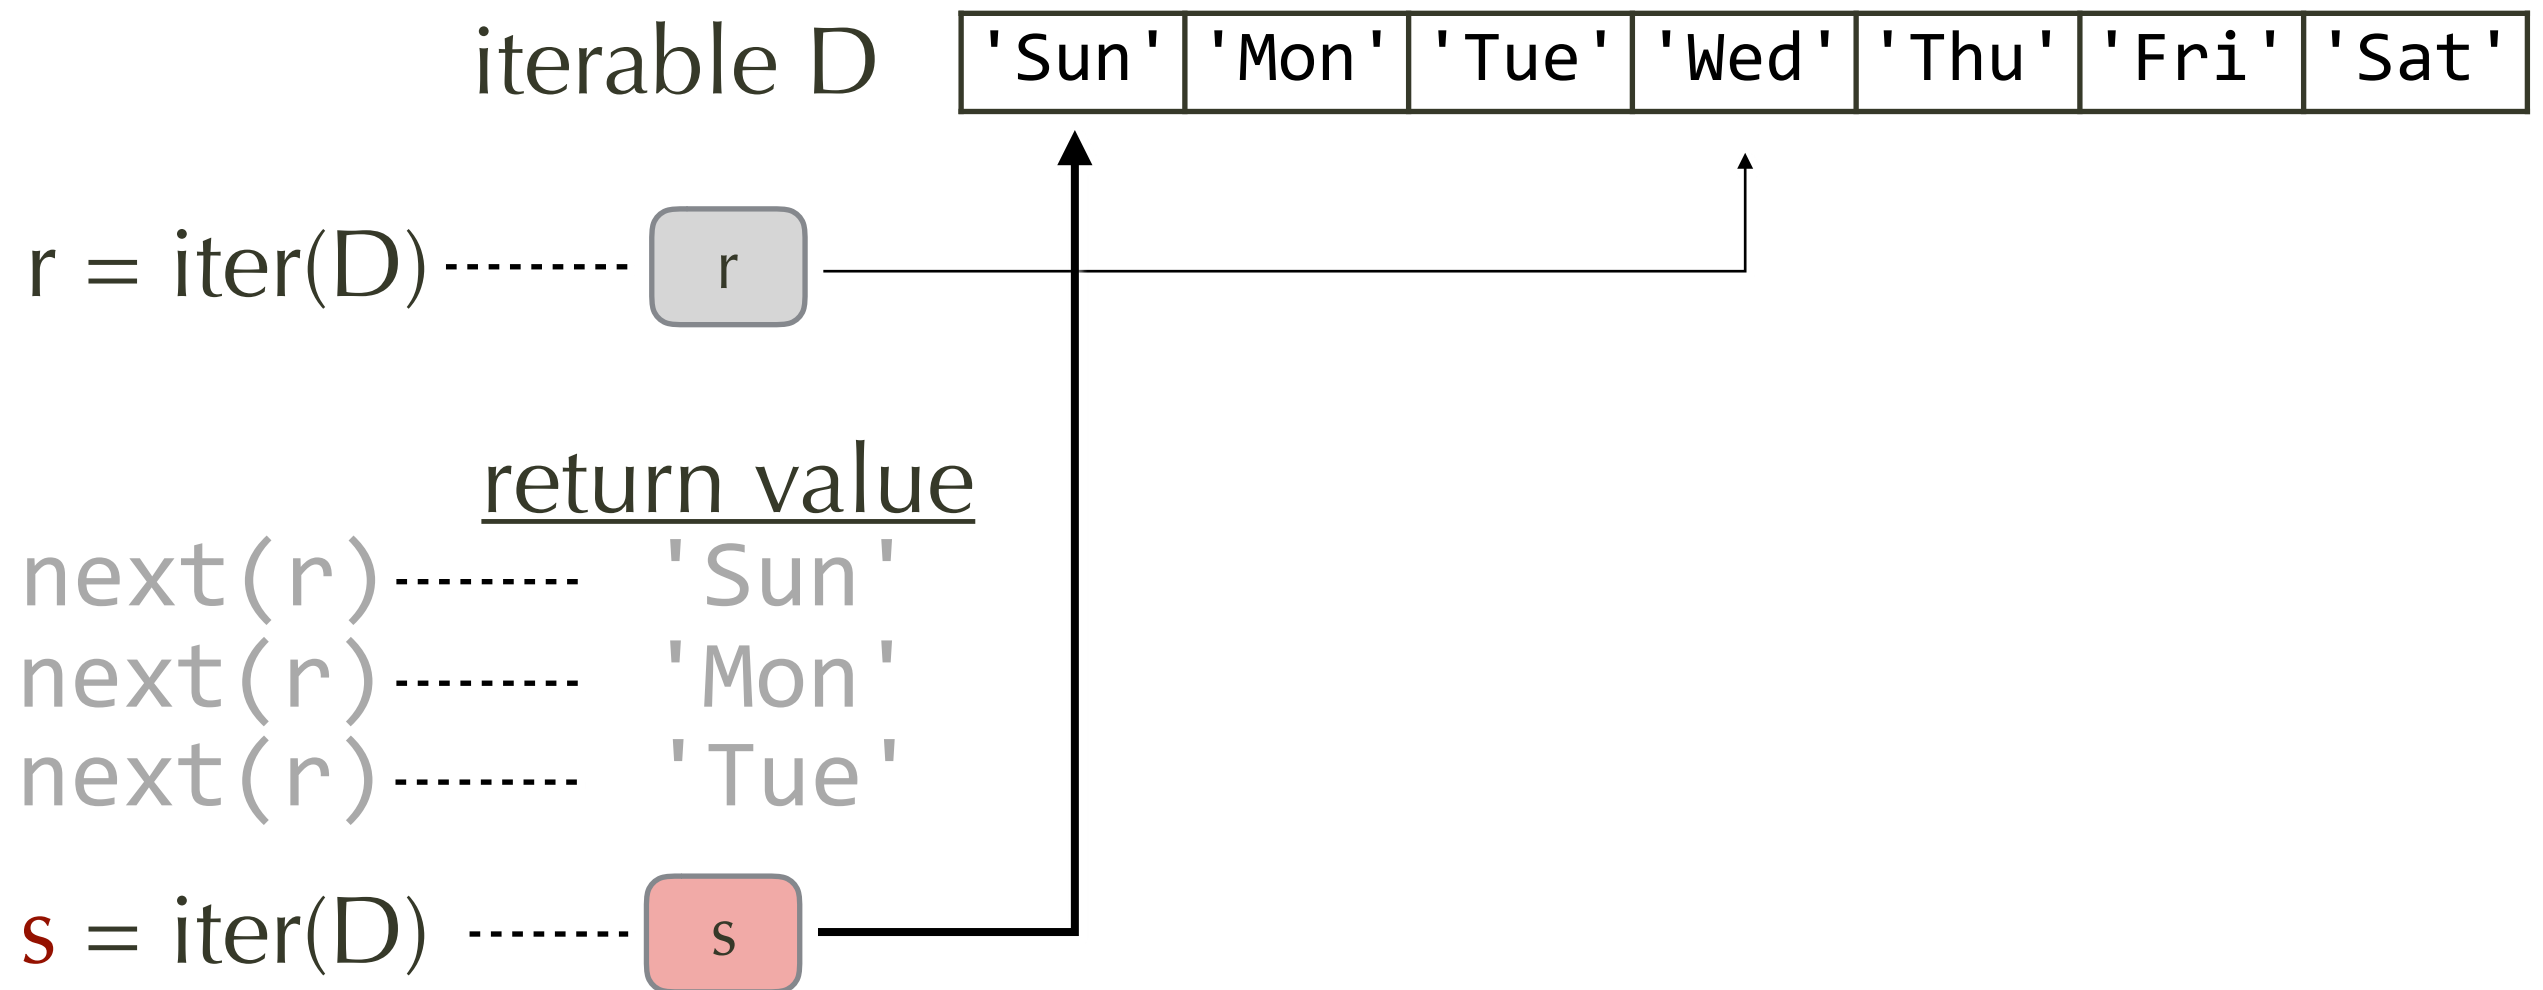 iterable D 'Sun' 'Mon' 'Tue' 'Wed' 'Thu' 'Fri' 'Sat'
r = iter(D) r
return value
next(r) 'Sun'
next(r) 'Mon'
next(r) 'Tue'
s = iter(D) s